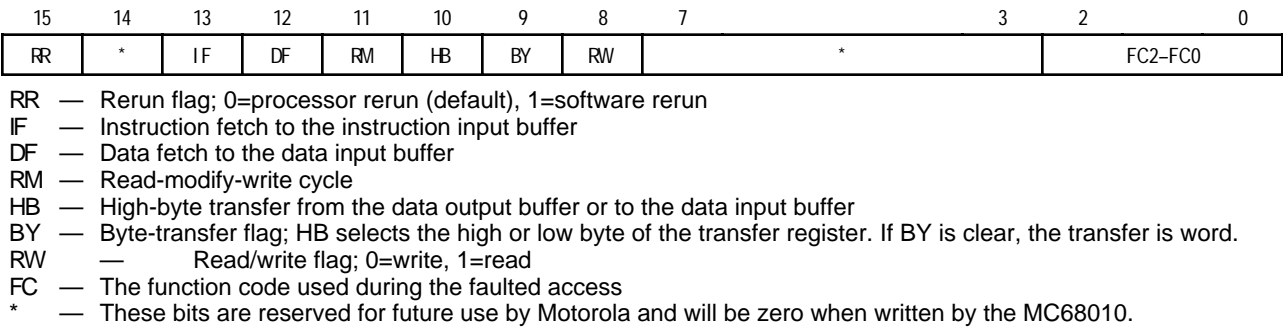 15 14 13 12 11 10 9 8 7 3 2 0
RR * IF DF RM HB BY RW * FC2–FC0
RR — Rerun flag; 0=processor rerun (default), 1=software rerun
IF — Instruction fetch to the instruction input buffer
DF — Data fetch to the data input buffer
RM — Read-modify-write cycle
HB — High-byte transfer from the data output buffer or to the data input buffer
BY — Byte-transfer flag; HB selects the high or low byte of the transfer register. If BY is clear, the transfer is word.
RW — Read/write flag; 0=write, 1=read
FC — The function code used during the faulted access
* — These bits are reserved for future use by Motorola and will be zero when written by the MC68010.